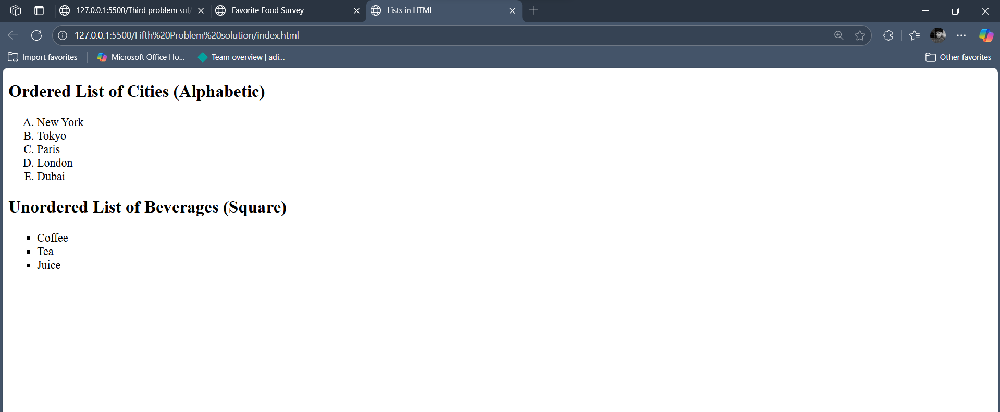 127.0.0.1:5500/Third problem sol/
Favorite Food Survey
Lists in HTML
127.0.0.1:5500/Fifth%20Problem%20solution/index.html
Import favorites
Microsoft Office Ho...
Team overview | adi...
Other favorites
Ordered List of Cities (Alphabetic)
A. New York
B. Tokyo
C. Paris
D. London
E. Dubai
Unordered List of Beverages (Square)
▪ Coffee
▪ Tea
▪ Juice